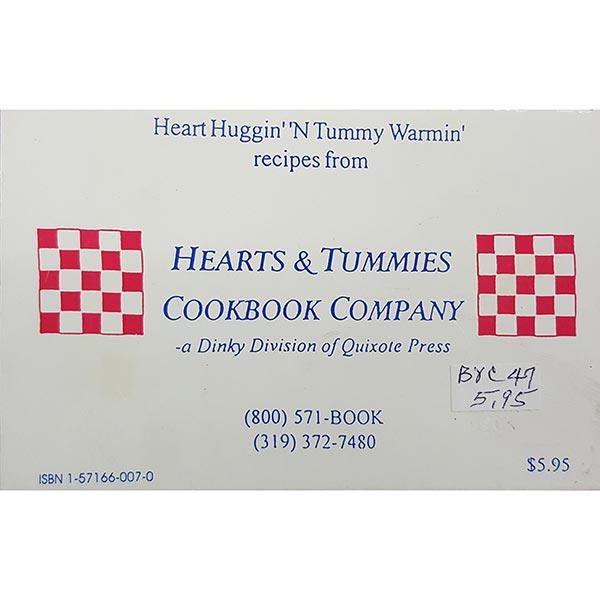 Heart Huggin' 'N Tummy Warmin'
recipes from
HEARTS & TUMMIES
COOKBOOK COMPANY
-a Dinky Division of Quixote Press
BYC 47
5.95
(800) 571-BOOK
(319) 372-7480
ISBN 1-57166-007-0
$5.95